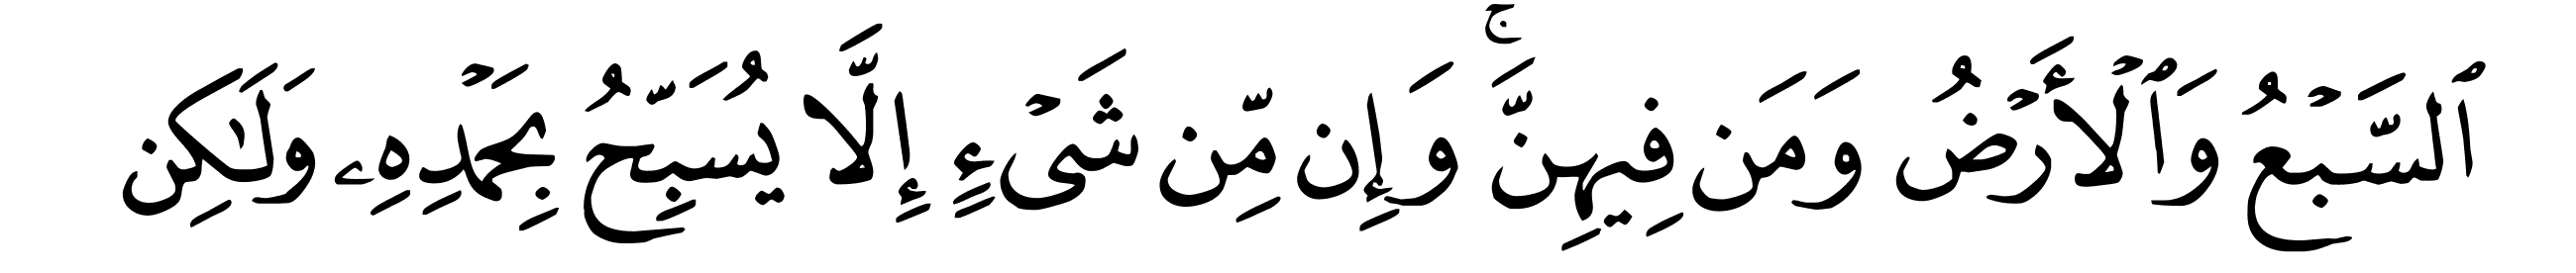 ٱلسَّبْعُ وَٱلْأَرْضُ وَمَن فِيهِنَّ ۚ وَإِن مِّن شَىْءٍ إِلَّا يُسَبِّحُ بِحَمْدِهِۦ وَلَـٰكِن